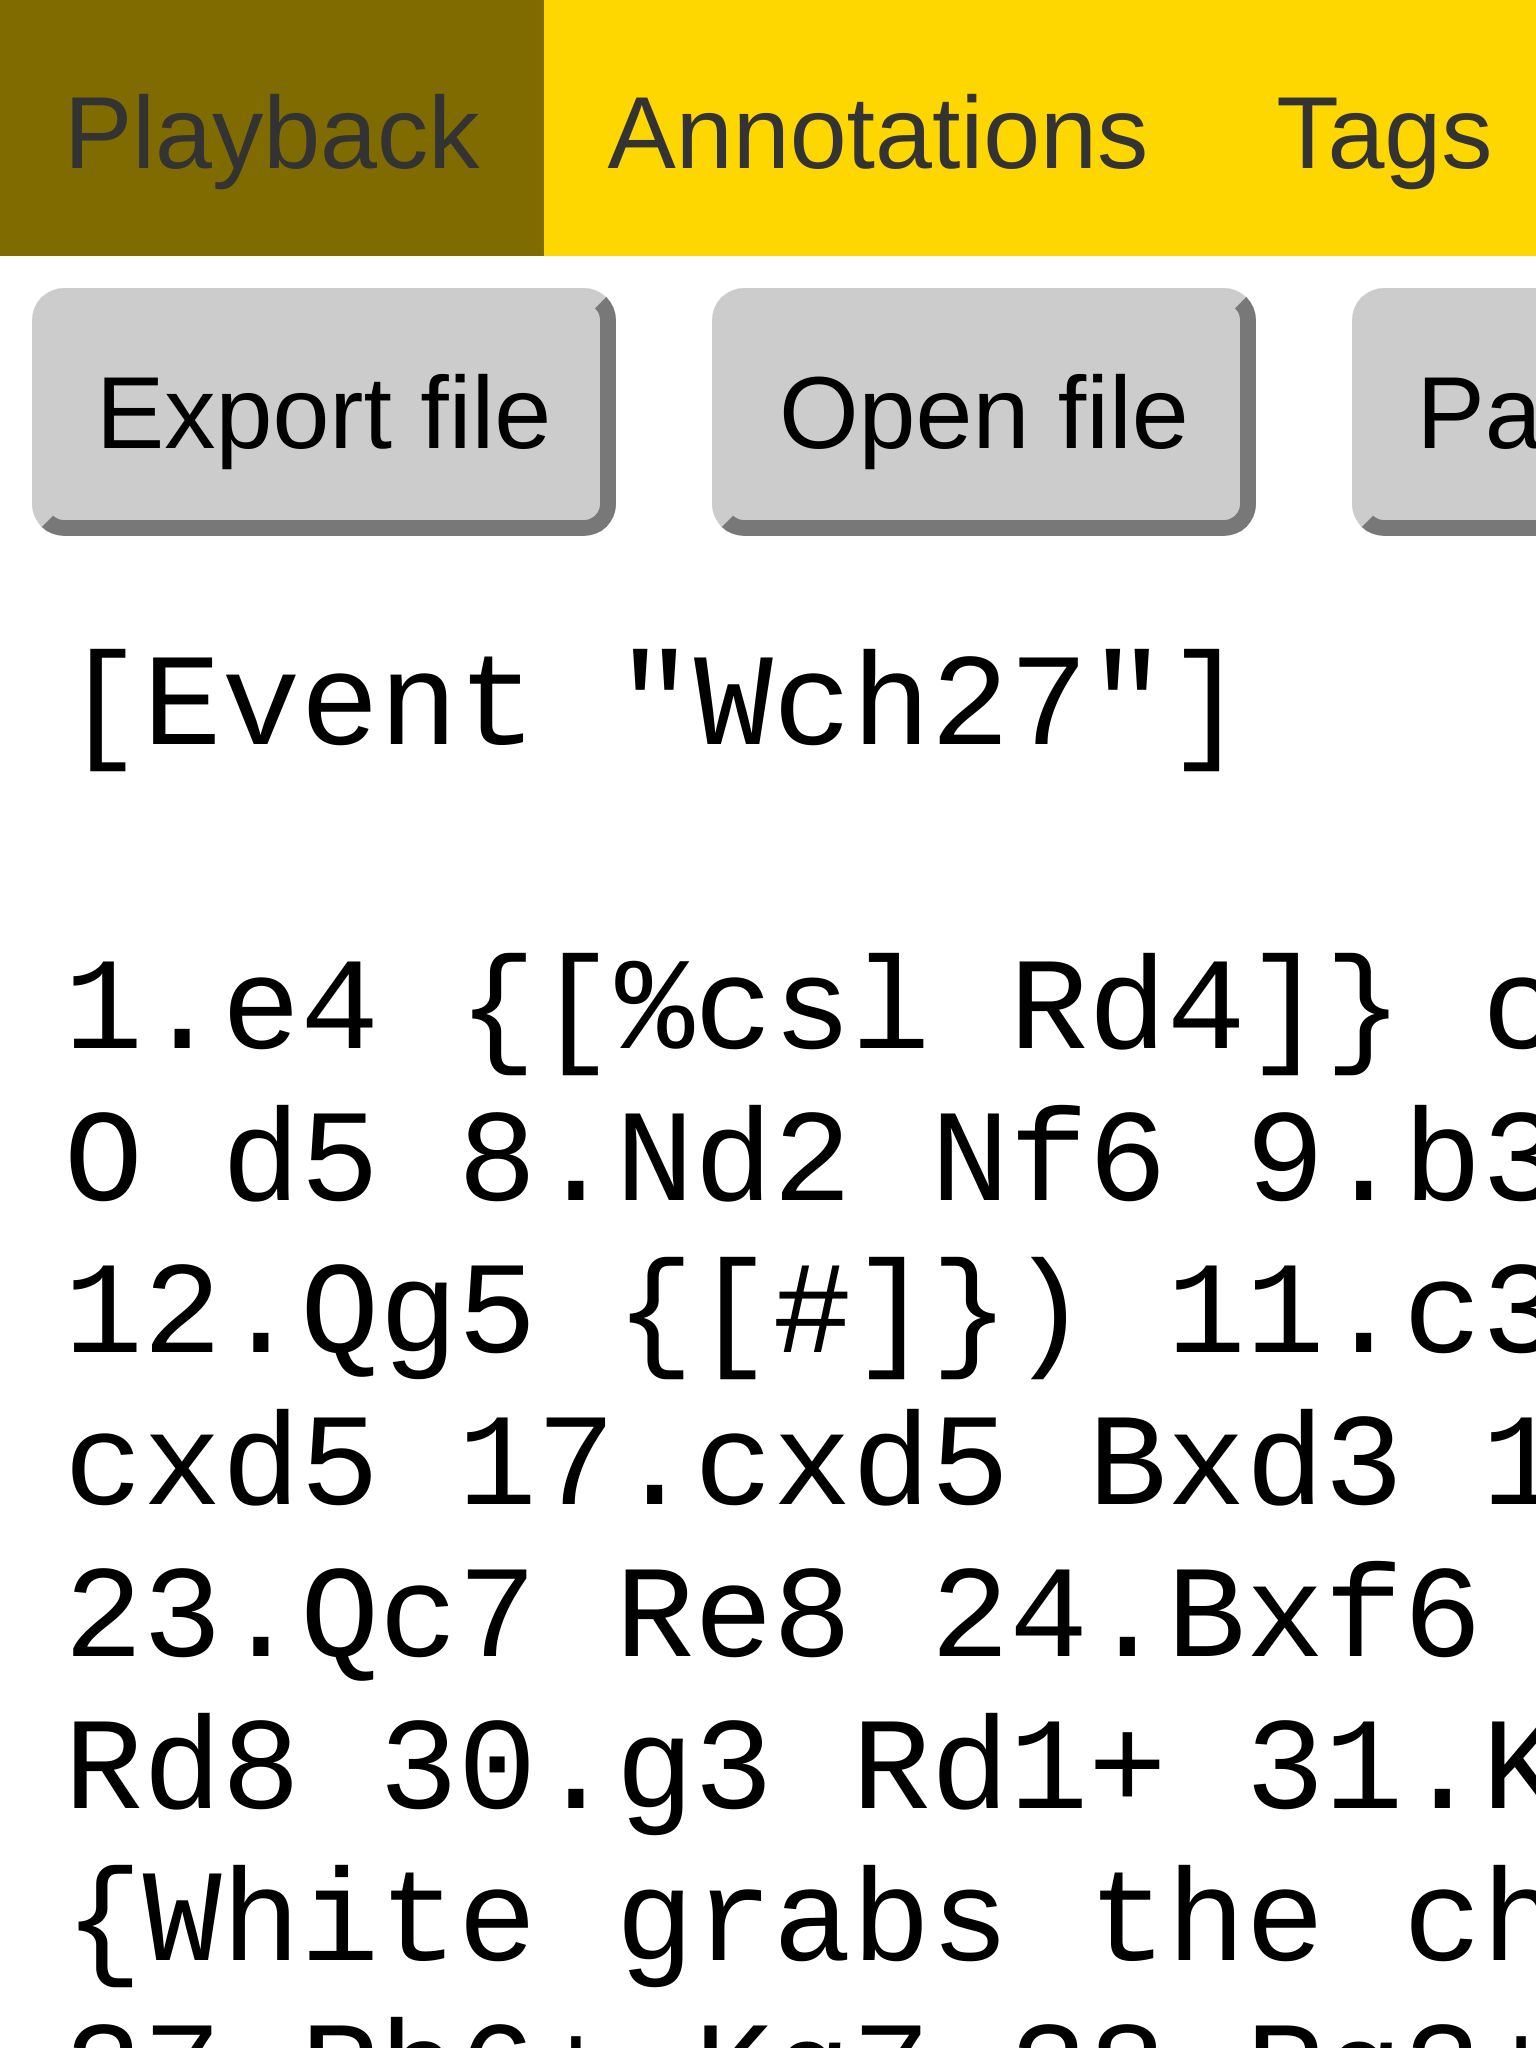 Playback Annotations Tags
Export file Open file Pa
[Event "Wch27"]
1.e4 {[%csl Rd4]} c
O d5 8.Nd2 Nf6 9.b3
12.Qg5 {[#]}) 11.c3
cxd5 17.cxd5 Bxd3 1
23.Qc7 Re8 24.Bxf6
Rd8 30.g3 Rd1+ 31.K
{White grabs the ch